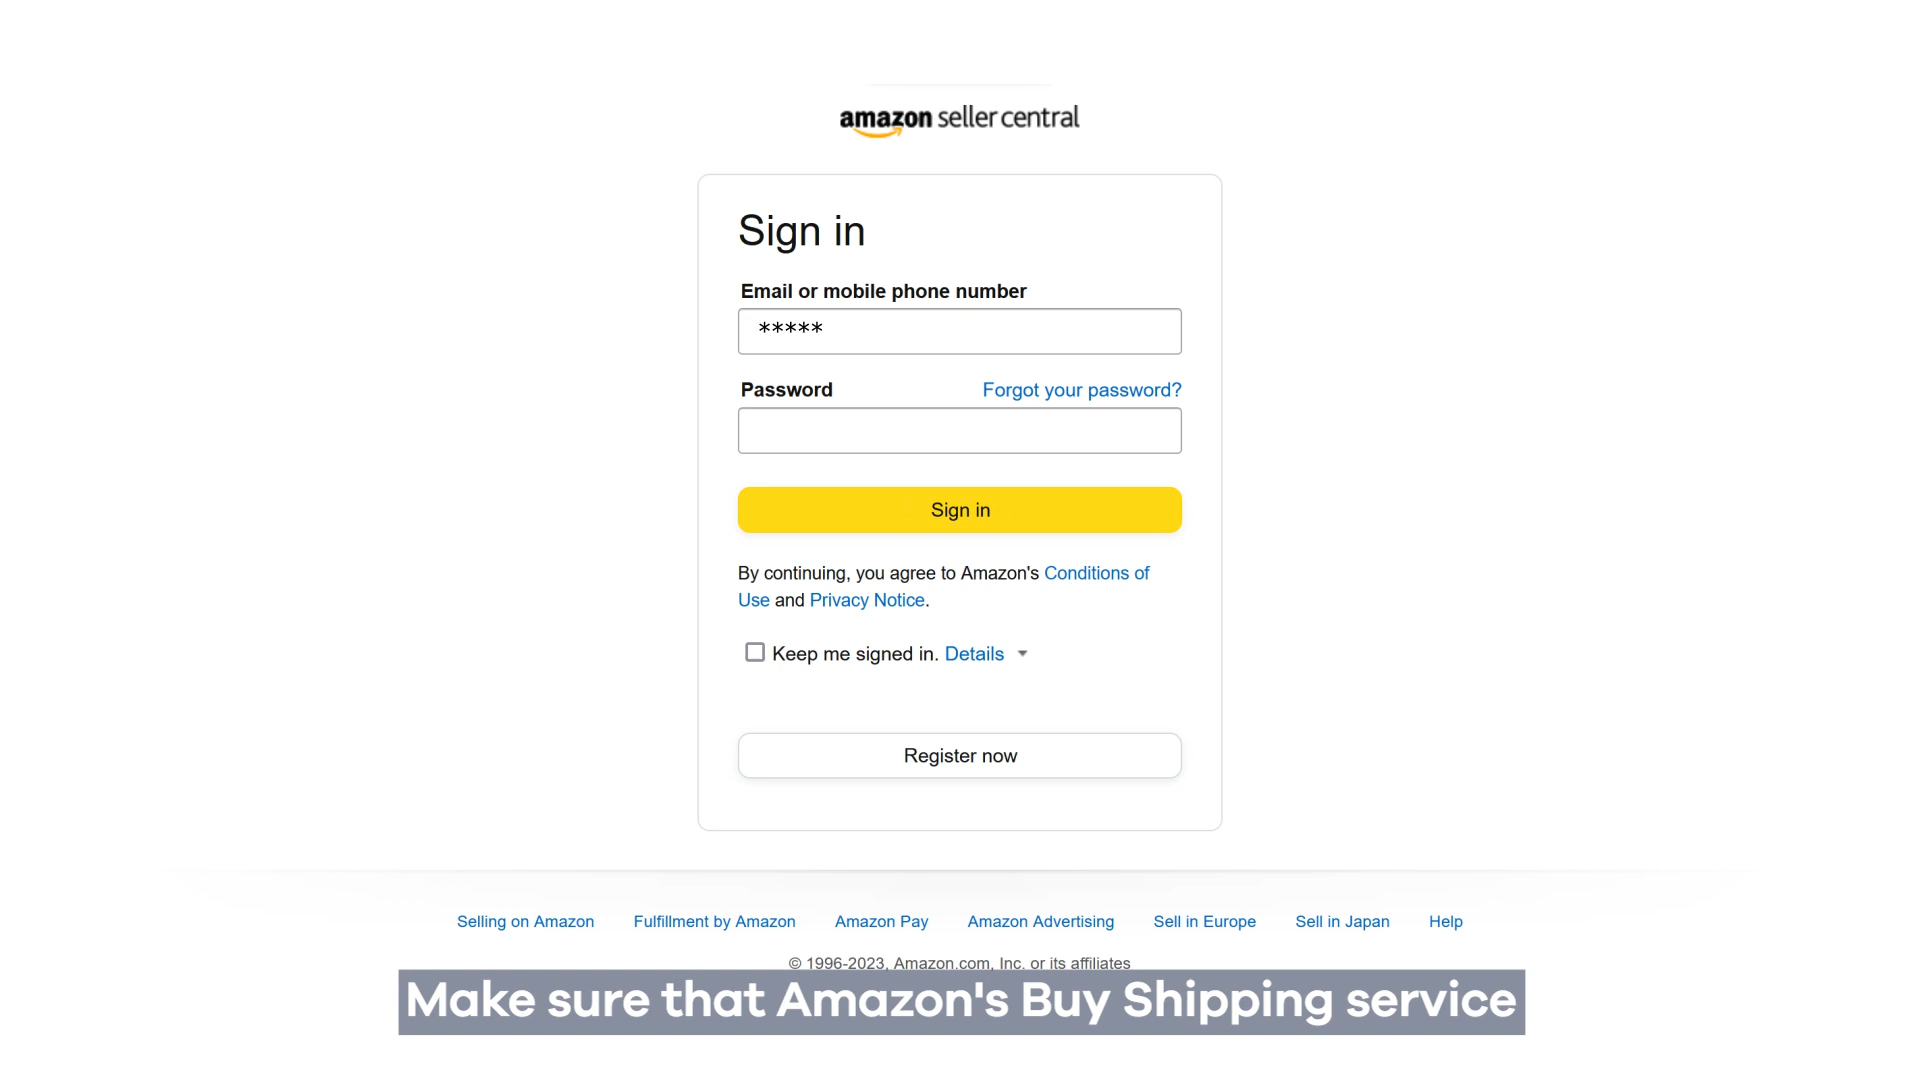 amazon seller central
Sign in
Email or mobile phone number
*****
Password Forgot your password?
Sign in
By continuing, you agree to Amazon's Conditions of
Use and Privacy Notice.
Keep me signed in. Details
Register now
Selling on Amazon Fulfillment by Amazon Amazon Pay Amazon Advertising Sell in Europe Sell in Japan Help
© 1996-2023, Amazon.com, Inc. or its affiliates
Make sure that Amazon's Buy Shipping service